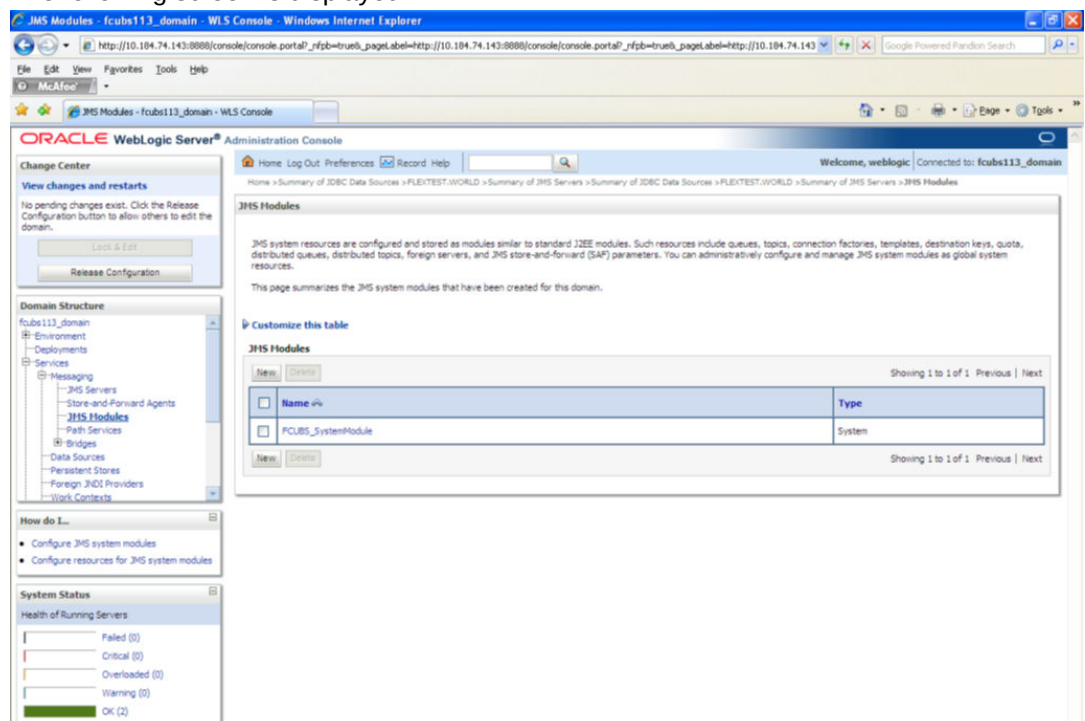 JMS Modules - fcubs113_domain - WLS Console - Windows Internet Explorer
http://10.184.74.143:8888/console/console.portal?_nfpb=true&_pageLabel=http://10.184.74.143:8888/console/console.portal?_nfpb=true&_pageLabel=http://10.184.74.143
Google Powered Pandion Search
File Edit View Favorites Tools Help
McAfee
JMS Modules - fcubs113_domain - WLS Console
Page Tools
ORACLE WebLogic Server® Administration Console
Change Center
View changes and restarts
No pending changes exist. Click the Release
Configuration button to allow others to edit the
domain.
Lock & Edit
Release Configuration
Domain Structure
fcubs113_domain
Environment
Deployments
Services
Messaging
JMS Servers
Store-and-Forward Agents
JMS Modules
Path Services
Bridges
Data Sources
Persistent Stores
Foreign JNDI Providers
Work Contexts
How do I...
Configure JMS system modules
Configure resources for JMS system modules
System Status
Health of Running Servers
Failed (0)
Critical (0)
Overloaded (0)
Warning (0)
OK (2)
Home Log Out Preferences Record Help
Welcome, weblogic Connected to: fcubs113_domain
Home >Summary of JDBC Data Sources >FLEXTEST.WORLD >Summary of JMS Servers >Summary of JDBC Data Sources >FLEXTEST.WORLD >Summary of JMS Servers >JMS Modules
JMS Modules
JMS system resources are configured and stored as modules similar to standard J2EE modules. Such resources include queues, topics, connection factories, templates, destination keys, quota,
distributed queues, distributed topics, foreign servers, and JMS store-and-forward (SAF) parameters. You can administratively configure and manage JMS system modules as global system
resources.
This page summarizes the JMS system modules that have been created for this domain.
Customize this table
JMS Modules
New Delete Showing 1 to 1 of 1 Previous | Next
Name Type
FCUBS_SystemModule System
New Delete Showing 1 to 1 of 1 Previous | Next